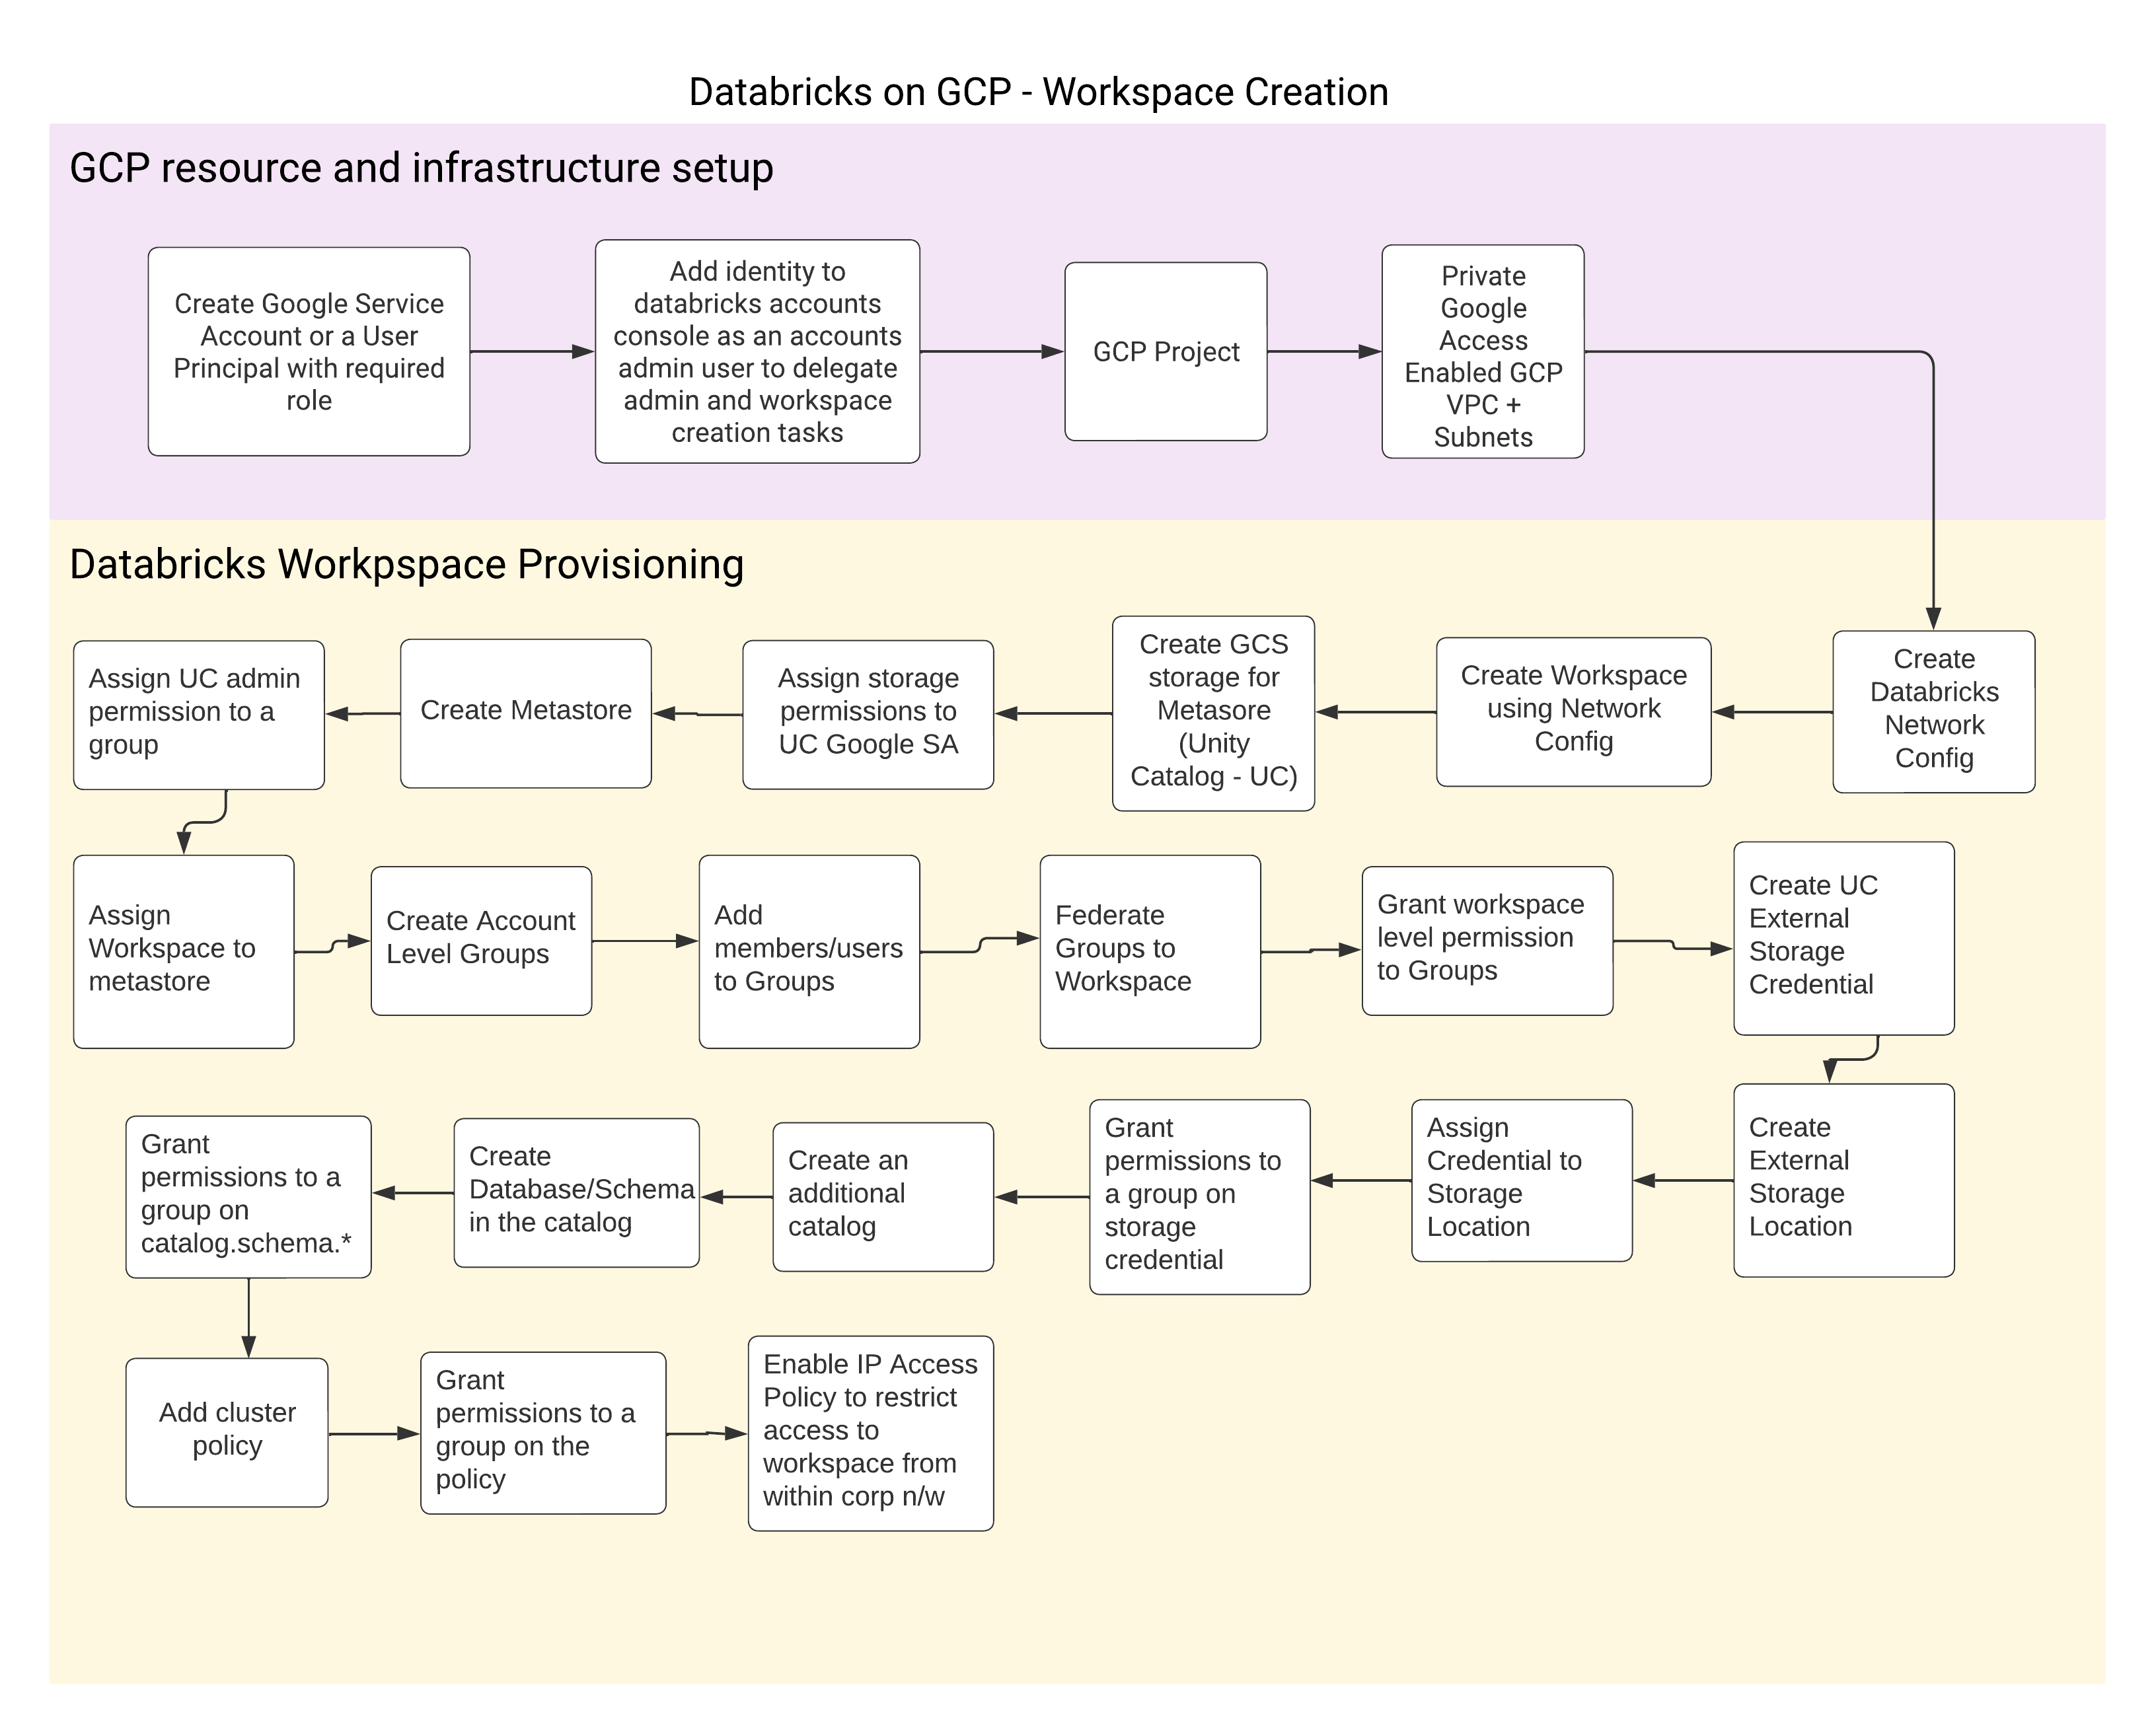 Databricks on GCP - Workspace Creation
GCP resource and infrastructure setup
Create Google Service
Account or a User
Principal with required
role
Add identity to
databricks accounts
console as an accounts
admin user to delegate
admin and workspace
creation tasks
GCP Project
Private
Google
Access
Enabled GCP
VPC +
Subnets
Databricks Workpspace Provisioning
Create
Databricks
Network
Config
Create Workspace
using Network
Config
Create GCS
storage for
Metasore
(Unity
Catalog - UC)
Assign storage
permissions to
UC Google SA
Create Metastore
Assign UC admin
permission to a
group
Assign
Workspace to
metastore
Create Account
Level Groups
Add
members/users
to Groups
Federate
Groups to
Workspace
Grant workspace
level permission
to Groups
Create UC
External
Storage
Credential
Create
External
Storage
Location
Assign
Credential to
Storage
Location
Grant
permissions to
a group on
storage
credential
Create an
additional
catalog
Create
Database/Schema
in the catalog
Grant
permissions to a
group on
catalog.schema.*
Add cluster
policy
Grant
permissions to a
group on the
policy
Enable IP Access
Policy to restrict
access to
workspace from
within corp n/w